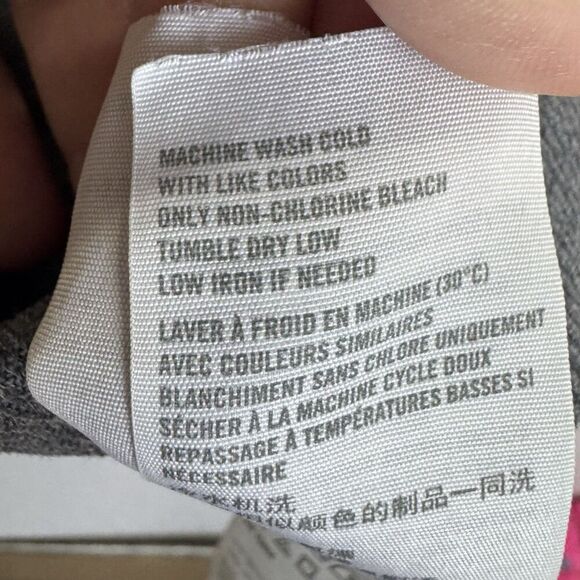 MACHINE WASH COLD
WITH LIKE COLORS
ONLY NON-CHLORINE BLEACH
TUMBLE DRY LOW
LOW IRON IF NEEDED
LAVER À FROID EN MACHINE (30°C)
AVEC COULEURS SIMILAIRES
BLANCHIMENT SANS CHLORE UNIQUEMENT
SÉCHER À LA MACHINE CYCLE DOUX
REPASSAGE À TEMPÉRATURES BASSES SI
NÉCESSAIRE
机洗
似颜色的制品一同洗